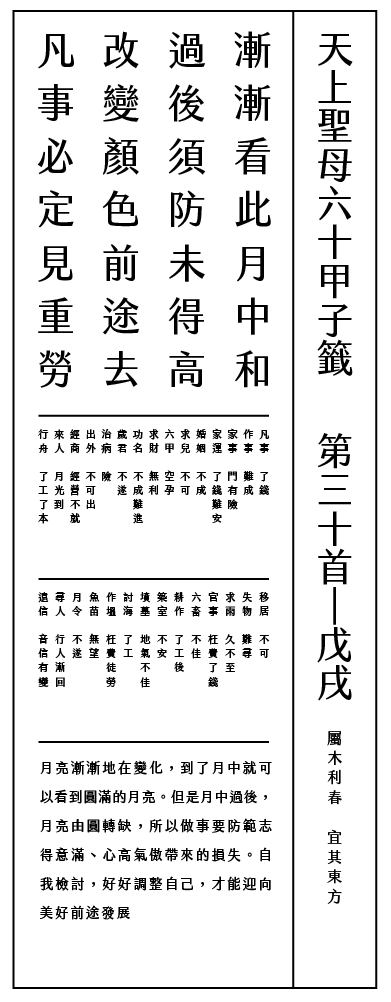 天上聖母六十甲子籤 第三十首—戊戌
屬木利春 宜其東方
漸漸看此月中和
過後須防未得高
改變顏色前途去
凡事必定見重勞
凡事 了錢
作事 難成
家事 門有險
家運 了錢難安
婚姻 不成
求兒 不可
六甲 空孕
求財 無利
功名 不成難進
歲君 不遂
治病 險
出外 不可出
經商 經營不就
來人 月光到
行舟 了工了本
移居 不可
失物 難尋
求雨 久不至
官事 枉費了錢
六畜 不佳
耕作 了工後
築室 不安
墳墓 地氣不佳
討海 了工
作塭 枉費徒勞
魚苗 無望
月令 不遂
尋人 行人漸回
遠信 音信有變
月亮漸漸地在變化，到了月中就可
以看到圓滿的月亮。但是月中過後，
月亮由圓轉缺，所以做事要防範志
得意滿、心高氣傲帶來的損失。自
我檢討，好好調整自己，才能迎向
美好前途發展